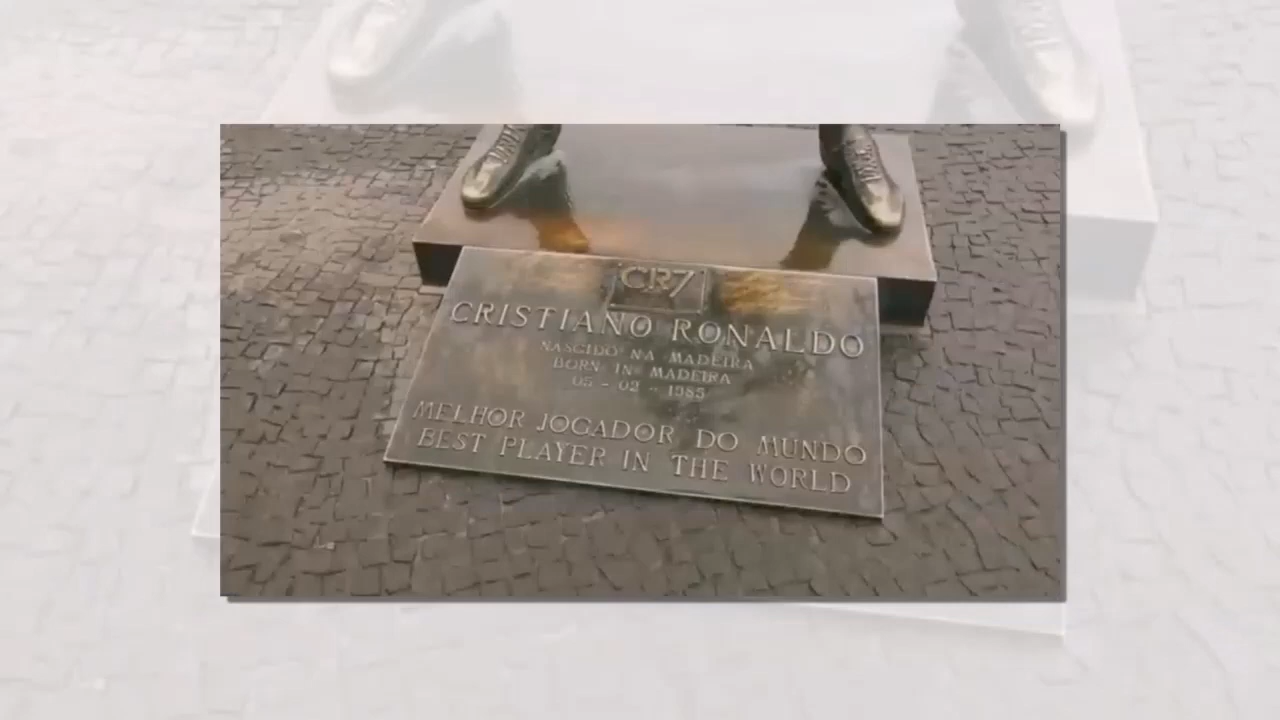 CR7
CRISTIANO RONALDO
NASCIDO NA MADEIRA
BORN IN MADEIRA
05 - 02 - 1985
MELHOR JOGADOR DO MUNDO
BEST PLAYER IN THE WORLD